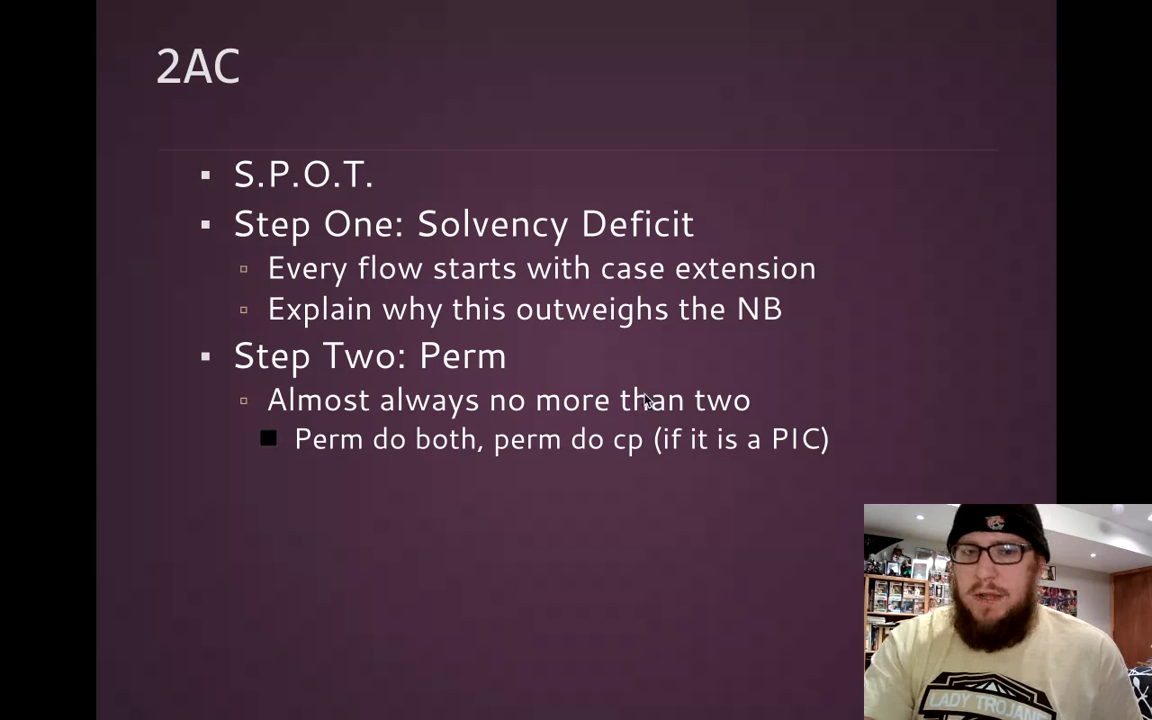 2AC
S.P.O.T.
Step One: Solvency Deficit
Every flow starts with case extension
Explain why this outweighs the NB
Step Two: Perm
Almost always no more than two
Perm do both, perm do cp (if it is a PIC)
LADY TROJANS